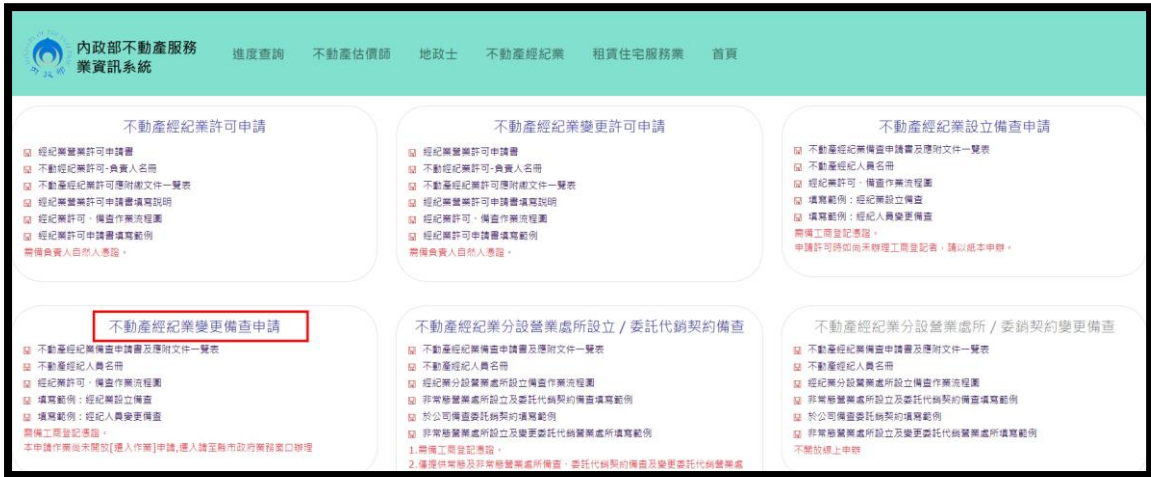 內政部不動產服務
業資訊系統
進度查詢 不動產估價師 地政士 不動產經紀業 租賃住宅服務業 首頁
不動產經紀業許可申請
經紀業營業許可申請書
不動經紀業許可-負責人名冊
不動產經紀業許可應附繳文件一覽表
經紀業營業許可申請書填寫說明
經紀業許可、備查作業流程圖
經紀業許可申請書填寫範例
需備負責人自然人憑證。
不動產經紀業變更許可申請
經紀業營業許可申請書
不動經紀業許可-負責人名冊
不動產經紀業許可應附繳文件一覽表
經紀業營業許可申請書填寫說明
經紀業許可、備查作業流程圖
經紀業許可申請書填寫範例
需備負責人自然人憑證。
不動產經紀業設立備查申請
不動產經紀業備查申請書及應附文件一覽表
不動產經紀人員名冊
經紀業許可、備查作業流程圖
填寫範例：經紀業設立備查
填寫範例：經紀人員變更備查
需備工商登記憑證。
申請許可時如尚未辦理工商登記者，請以紙本申辦。
不動產經紀業變更備查申請
不動產經紀業備查申請書及應附文件一覽表
不動產經紀人員名冊
經紀業許可、備查作業流程圖
填寫範例：經紀業設立備查
填寫範例：經紀人員變更備查
需備工商登記憑證。
本申請作業尚未開放[遷入作業]申請,遷入請至縣市政府業務窗口辦理
不動產經紀業分設營業處所設立 / 委託代銷契約備查
不動產經紀業備查申請書及應附文件一覽表
不動產經紀人員名冊
經紀業分設營業處所設立備查作業流程圖
非常態營業處所設立及委託代銷契約備查填寫範例
於公司備查委託銷契約填寫範例
非常態營業處所設立及變更委託代銷營業處所填寫範例
1.需備工商登記憑證。
2.僅提供常態及非常態營業處所備查、委託代銷契約備查及變更委託代銷營業處
不動產經紀業分設營業處所 / 委銷契約變更備查
不動產經紀業備查申請書及應附文件一覽表
不動產經紀人員名冊
經紀業分設營業處所設立備查作業流程圖
非常態營業處所設立及委託代銷契約備查填寫範例
於公司備查委託銷契約填寫範例
非常態營業處所設立及變更委託代銷營業處所填寫範例
不開放線上申辦